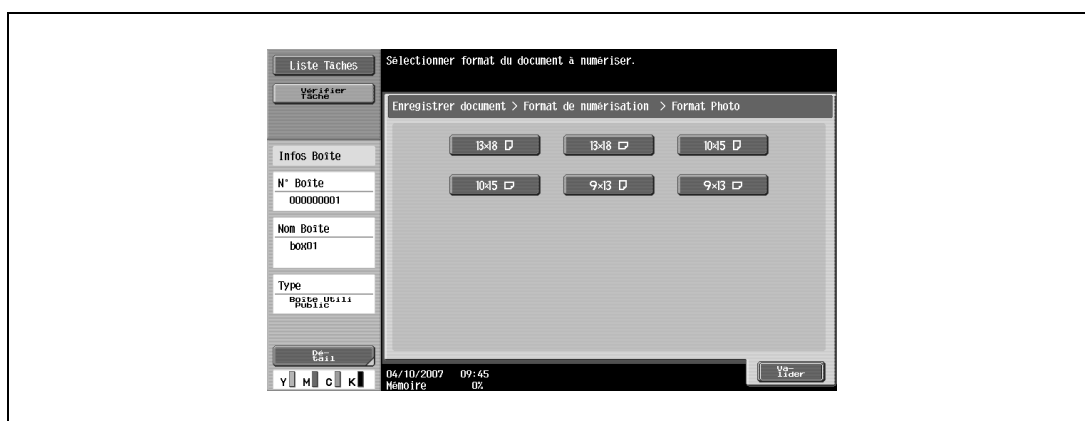 Liste Tâches
Vérifier
Tâche
Sélectionner format du document à numériser.
Enregistrer document > Format de numérisation > Format Photo
13×18 13×18 10×15
10×15 9×13 9×13
Infos Boîte
N° Boîte
000000001
Nom Boîte
box01
Type
Boîte Utili
Public
Dé-
tail
Y M C K
04/10/2007 09:45
Mémoire 0%
Va-
lider